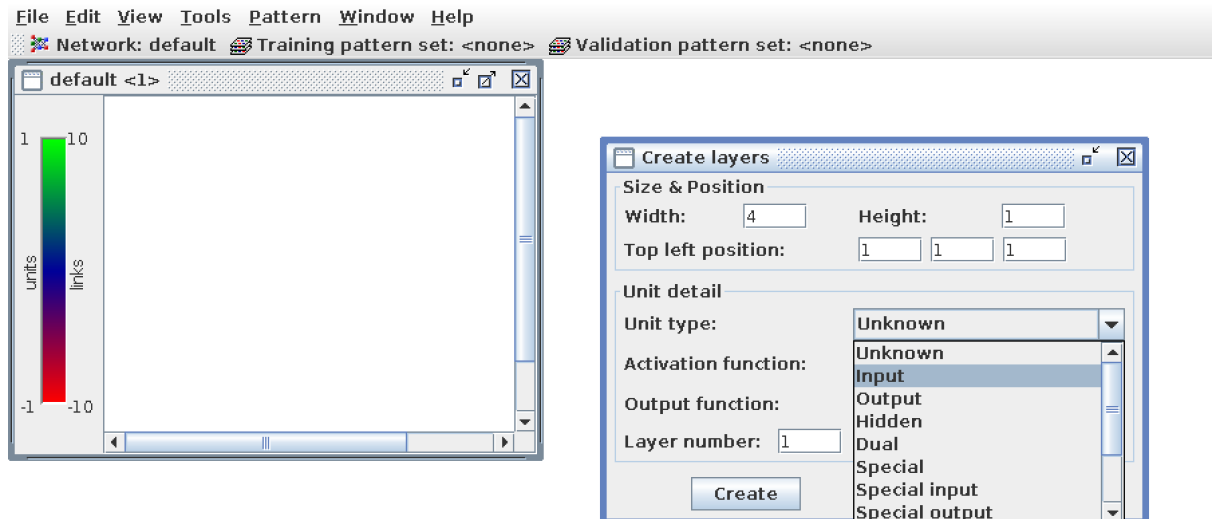 File Edit View Tools Pattern Window Help
Network: default Training pattern set: <none> Validation pattern set: <none>
default <1>
1 10
units
links
-1 -10
Create layers
Size & Position
Width: 4 Height: 1
Top left position: 1 1 1
Unit detail
Unit type: Unknown
Activation function:
Output function:
Layer number: 1
Unknown
Input
Output
Hidden
Dual
Special
Special input
Special output
Create